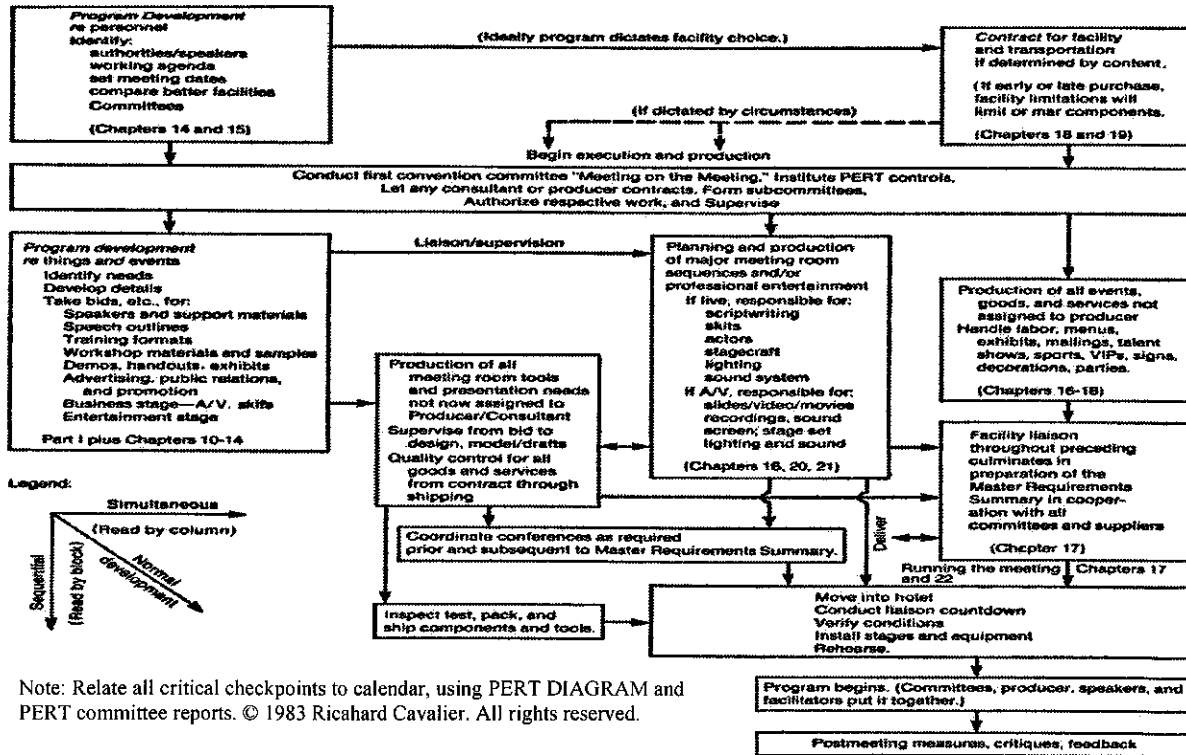 Program Development
re personnel
Identify:
authorities/speakers
working agenda
set meeting dates
compare better facilities
Committees
(Chapters 14 and 15)
(Ideally program dictates facility choice.)
Contract for facility
and transportation
if determined by content.
(If early or late purchase,
facility limitations will
limit or mar components.
(Chapters 18 and 19)
(If dictated by circumstances)
Begin execution and production
Conduct first convention committee "Meeting on the Meeting." Institute PERT controls.
Let any consultant or producer contracts. Form subcommittees.
Authorize respective work, and Supervise
Program development
re things and events
Identify needs
Develop details
Take bids, etc., for:
Speakers and support materials
Speech outlines
Training formats
Workshop materials and samples
Demos, handouts, exhibits
Advertising, public relations,
and promotion
Business stage—A/V, skits
Entertainment stage
Part I plus Chapters 10-14
Liaison/supervision
Planning and production
of major meeting room
sequences and/or
professional entertainment
If live, responsible for:
scriptwriting
skits
actors
stagecraft
lighting
sound system
If A/V, responsible for:
slides/video/movies
recordings, sound
screen; stage set
lighting and sound
(Chapters 16, 20, 21)
Production of all events,
goods, and services not
assigned to producer
Handle labor, menus,
exhibits, mailings, talent
shows, sports, VIPs, signs,
decorations, parties.
(Chapters 16-18)
Production of all
meeting room tools
and presentation needs
not now assigned to
Producer/Consultant
Supervise from bid to
design, model/drafts
Quality control for all
goods and services
from contract through
shipping
Facility liaison
throughout preceding
culminates in
preparation of the
Master Requirements
Summary in cooper-
ation with all
committees and suppliers
(Chapter 17)
Legend:
Simultaneous
(Read by column)
Sequential
(Read by block)
Normal
development
Coordinate conferences as required
prior and subsequent to Master Requirements Summary.
Deliver
Running the meeting Chapters 17
and 22
Inspect test, pack, and
ship components and tools.
Move into hotel
Conduct liaison countdown
Verify conditions
Install stages and equipment
Rehearse.
Program begins. (Committees, producer, speakers, and
facilitators put it together.)
Postmeeting measures, critiques, feedback
Note: Relate all critical checkpoints to calendar, using PERT DIAGRAM and
PERT committee reports. © 1983 Ricahard Cavalier. All rights reserved.